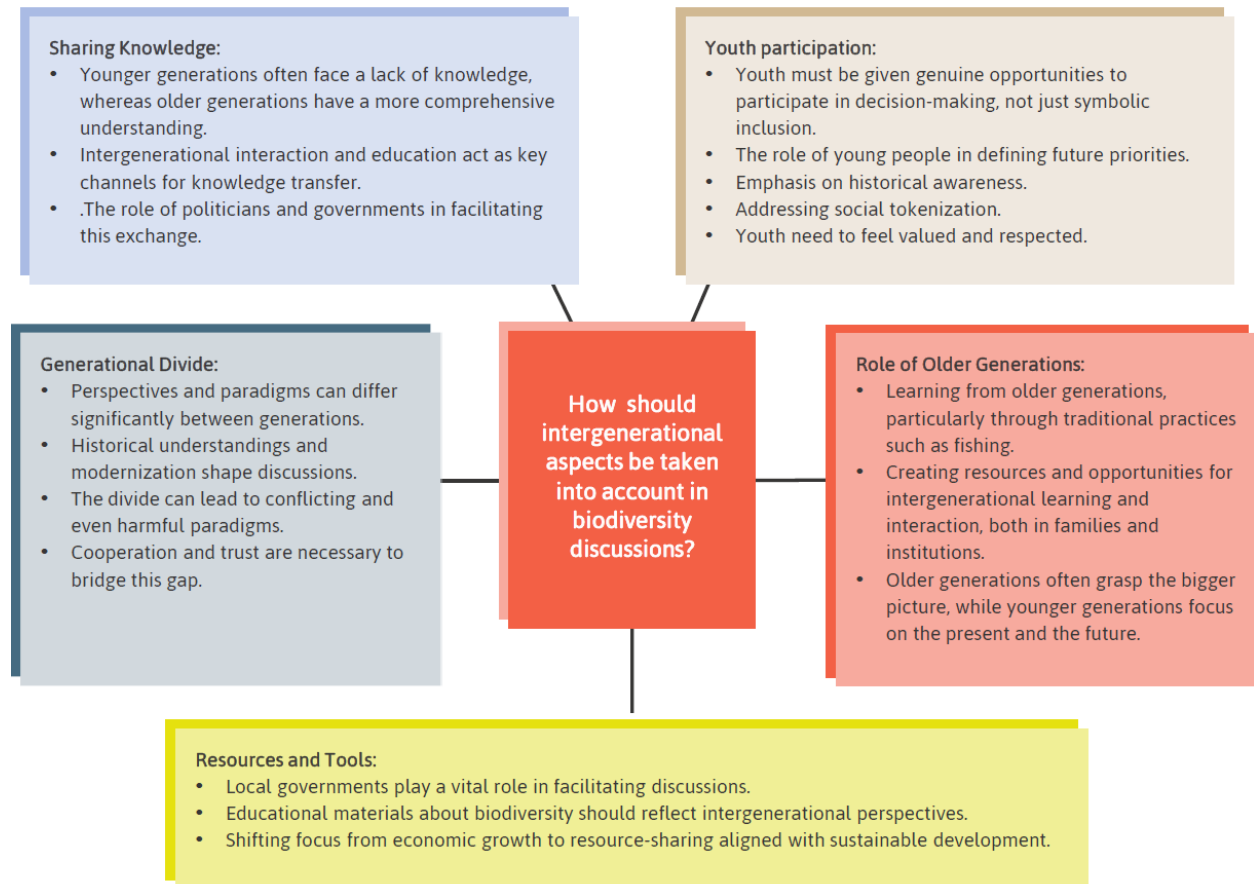 Sharing Knowledge:
• Younger generations often face a lack of knowledge,
whereas older generations have a more comprehensive
understanding.
• Intergenerational interaction and education act as key
channels for knowledge transfer.
• .The role of politicians and governments in facilitating
this exchange.
Youth participation:
• Youth must be given genuine opportunities to
participate in decision-making, not just symbolic
inclusion.
• The role of young people in defining future priorities.
• Emphasis on historical awareness.
• Addressing social tokenization.
• Youth need to feel valued and respected.
Generational Divide:
• Perspectives and paradigms can differ
significantly between generations.
• Historical understandings and
modernization shape discussions.
• The divide can lead to conflicting and
even harmful paradigms.
• Cooperation and trust are necessary to
bridge this gap.
How should
intergenerational
aspects be taken
into account in
biodiversity
discussions?
Role of Older Generations:
• Learning from older generations,
particularly through traditional practices
such as fishing.
• Creating resources and opportunities for
intergenerational learning and
interaction, both in families and
institutions.
• Older generations often grasp the bigger
picture, while younger generations focus
on the present and the future.
Resources and Tools:
• Local governments play a vital role in facilitating discussions.
• Educational materials about biodiversity should reflect intergenerational perspectives.
• Shifting focus from economic growth to resource-sharing aligned with sustainable development.